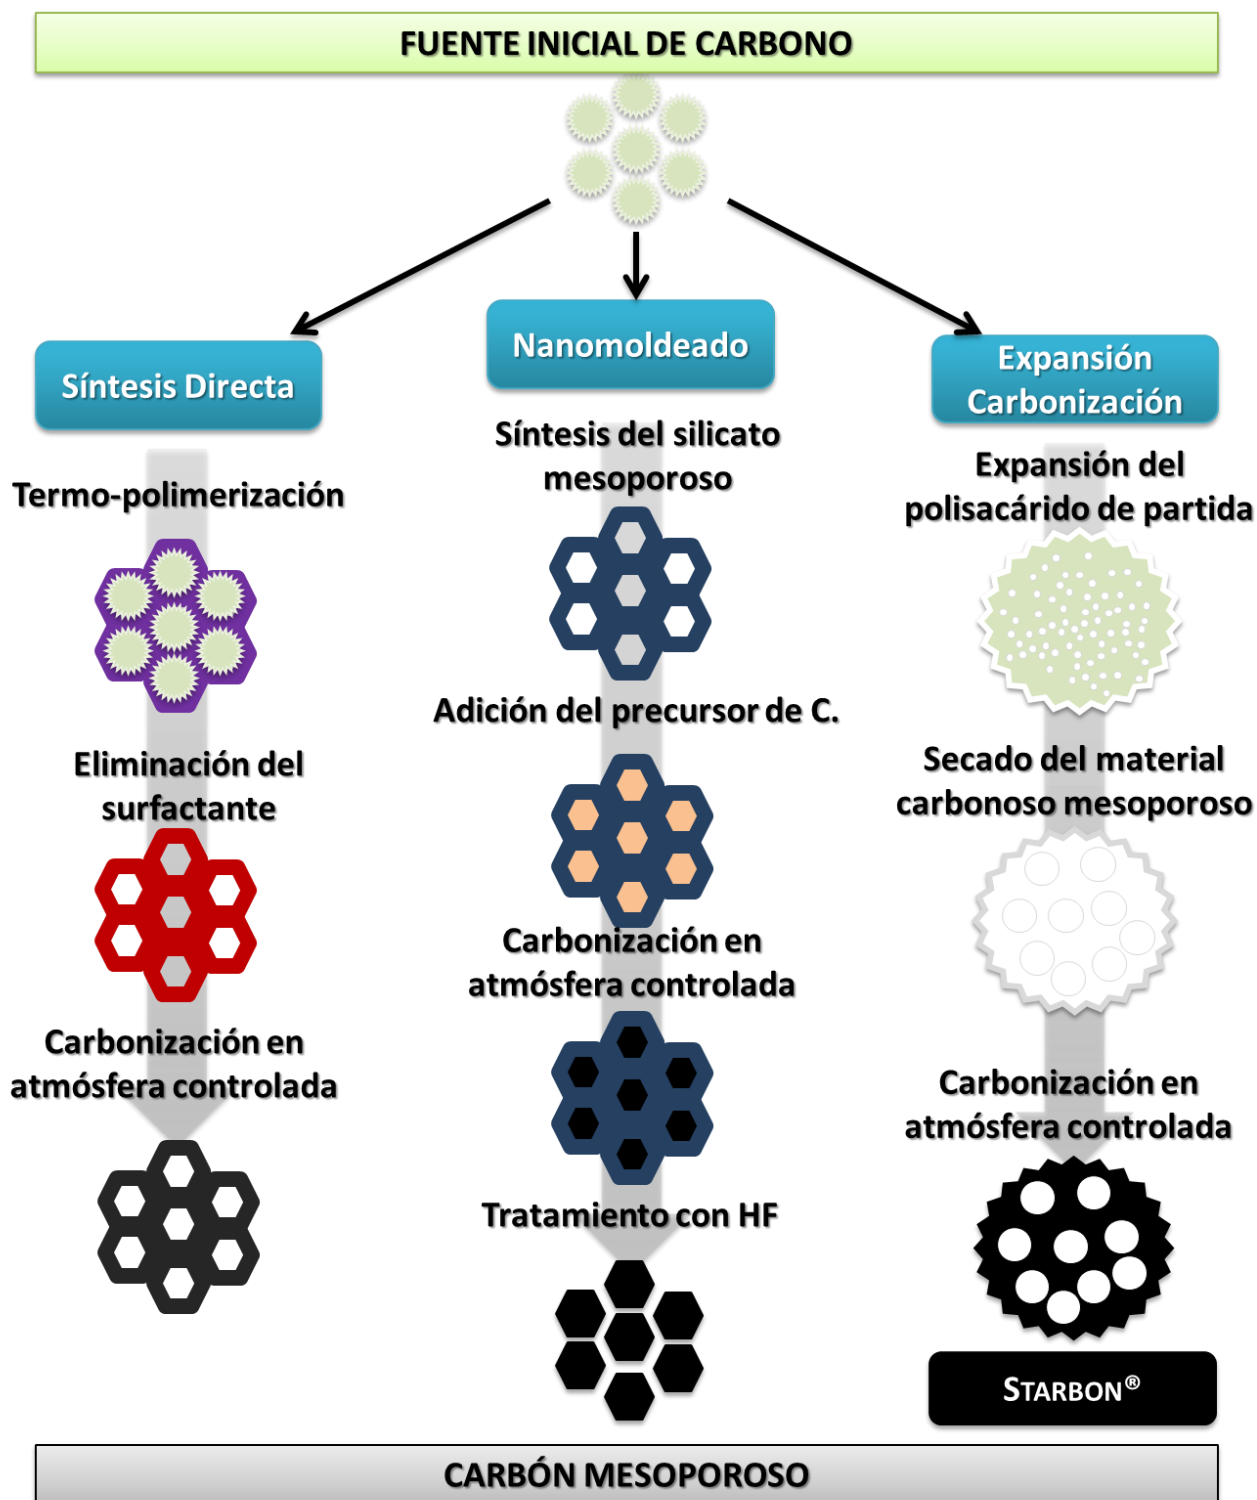 FUENTE INICIAL DE CARBONO
Síntesis Directa
Termo-polimerización
Eliminación del
surfactante
Carbonización en
atmósfera controlada
Nanomoldeado
Síntesis del silicato
mesoporoso
Adición del precursor de C.
Carbonización en
atmósfera controlada
Tratamiento con HF
Expansión
Carbonización
Expansión del
polisacárido de partida
Secado del material
carbonoso mesoporoso
Carbonización en
atmósfera controlada
STARBON®
CARBÓN MESOPOROSO